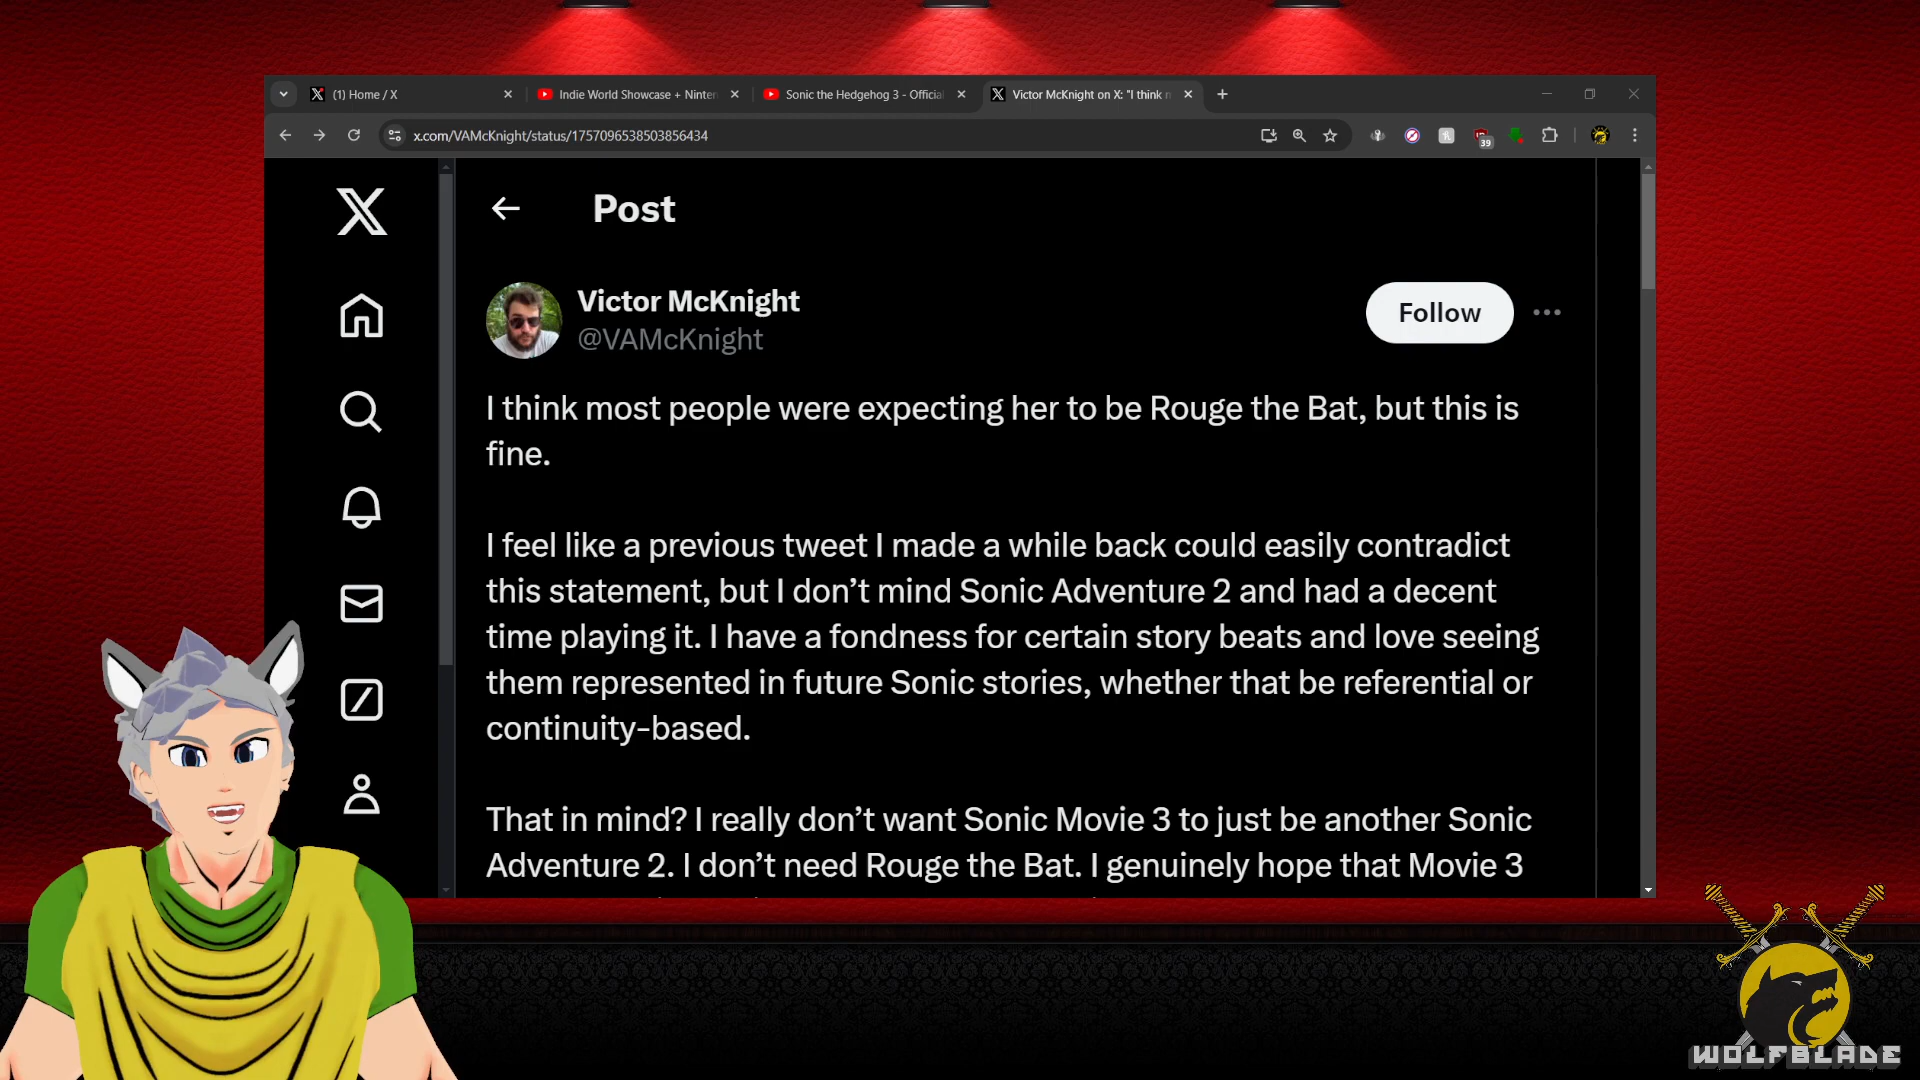 (1) Home / X
Indie World Showcase + Ninten
Sonic the Hedgehog 3 - Official
Victor McKnight on X: "I think n
x.com/VAMcKnight/status/1757096538503856434
39
Post
Victor McKnight
@VAMcKnight
Follow
I think most people were expecting her to be Rouge the Bat, but this is
fine.
I feel like a previous tweet I made a while back could easily contradict
this statement, but I don’t mind Sonic Adventure 2 and had a decent
time playing it. I have a fondness for certain story beats and love seeing
them represented in future Sonic stories, whether that be referential or
continuity-based.
That in mind? I really don’t want Sonic Movie 3 to just be another Sonic
Adventure 2. I don’t need Rouge the Bat. I genuinely hope that Movie 3
WOLFBLADE